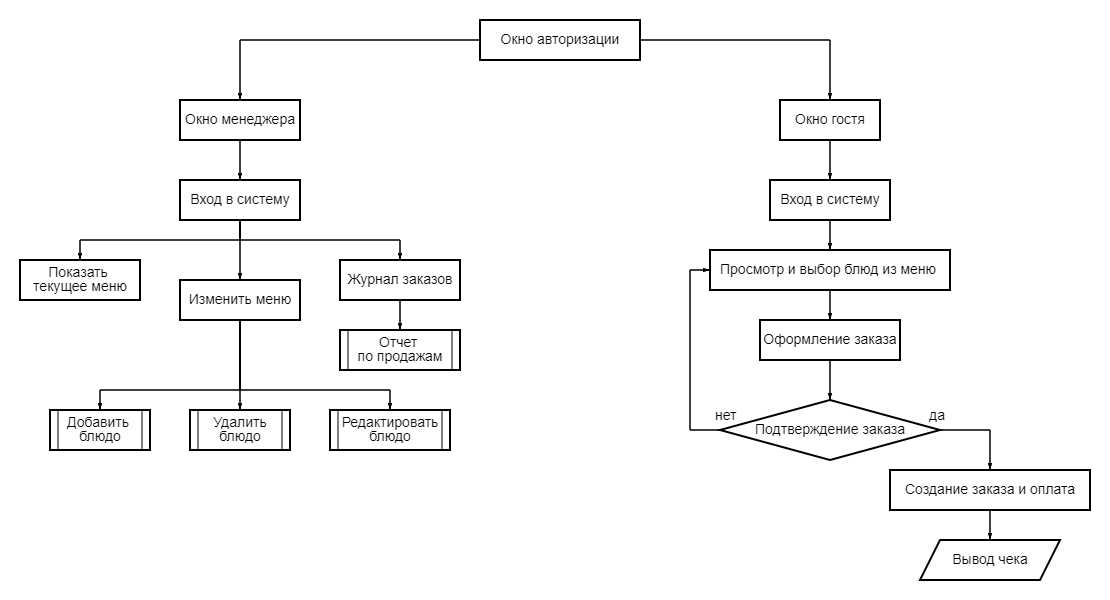 Окно авторизации
Окно менеджера
Окно гостя
Вход в систему
Вход в систему
Показать
текущее меню
Изменить меню
Журнал заказов
Просмотр и выбор блюд из меню
Отчет
по продажам
Оформление заказа
Добавить
блюдо
Удалить
блюдо
Редактировать
блюдо
нет
да
Подтверждение заказа
Создание заказа и оплата
Вывод чека